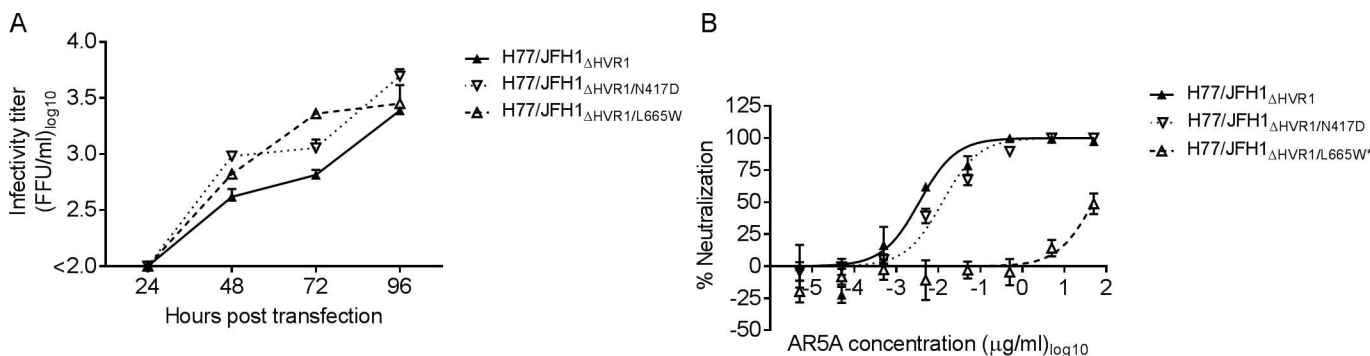 A
4.0
3.5
3.0
2.5
<2.0
24
48
72
96
Infectivity titer
(FFU/ml)log10
Hours post transfection
H77/JFH1ΔHVR1
H77/JFH1ΔHVR1/N417D
H77/JFH1ΔHVR1/L665W
B
125
100
75
50
25
0
-25
-50
-5
-4
-3
-2
-1
0
1
2
% Neutralization
AR5A concentration (μg/ml)log10
H77/JFH1ΔHVR1
H77/JFH1ΔHVR1/N417D
H77/JFH1ΔHVR1/L665W*